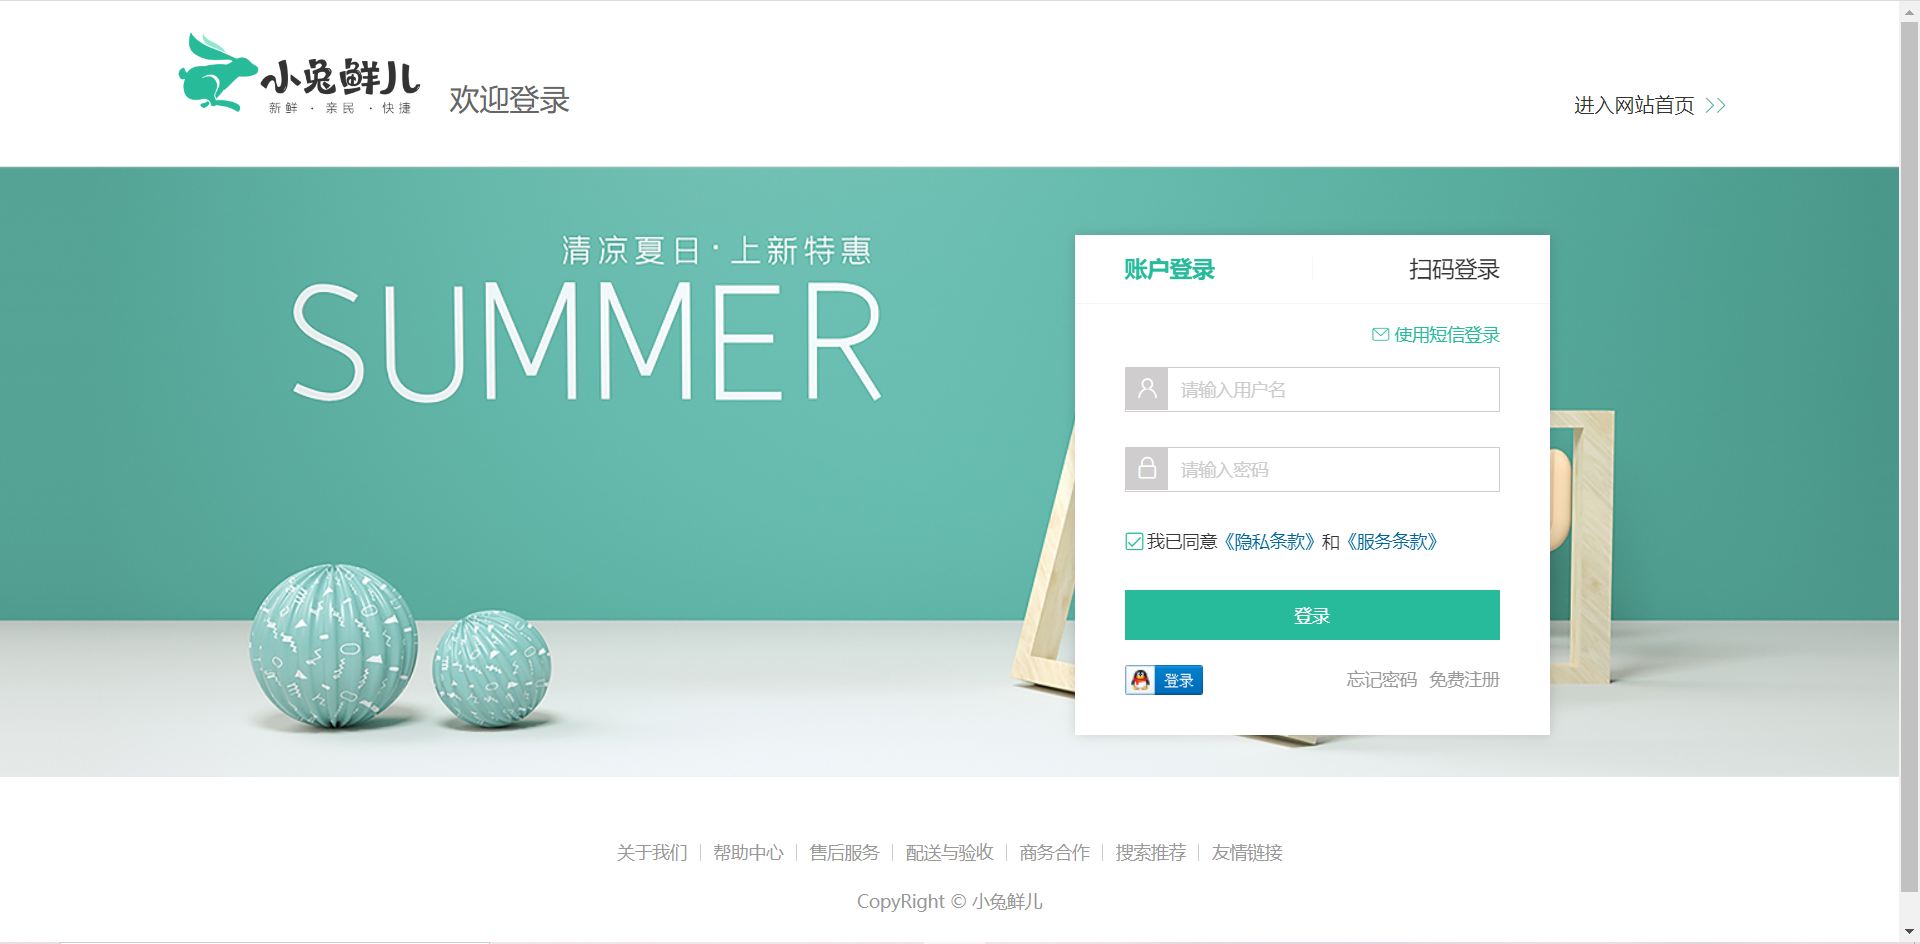 小兔鲜儿
新鲜 · 亲民 · 快捷
欢迎登录
进入网站首页 >>
清凉夏日·上新特惠
SUMMER
账户登录
扫码登录
使用短信登录
请输入用户名
请输入密码
我已同意《隐私条款》和《服务条款》
登录
登录
忘记密码 免费注册
关于我们 | 帮助中心 | 售后服务 | 配送与验收 | 商务合作 | 搜索推荐 | 友情链接
CopyRight © 小兔鲜儿